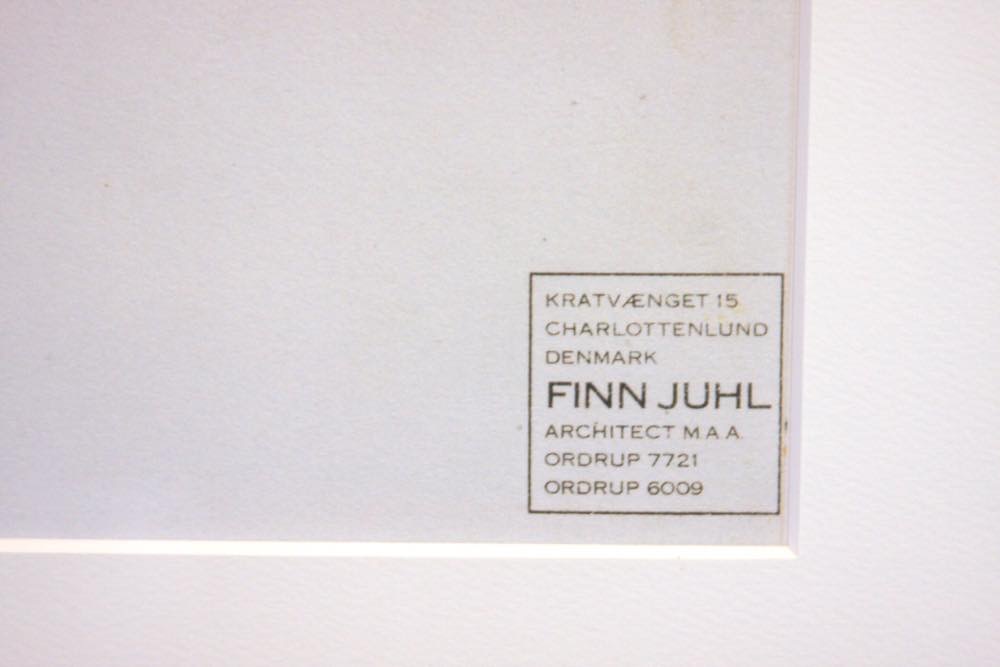 KRATVÆNGET 15
CHARLOTTENLUND
DENMARK
FINN JUHL
ARCHITECT M.A.A.
ORDRUP 7721
ORDRUP 6009